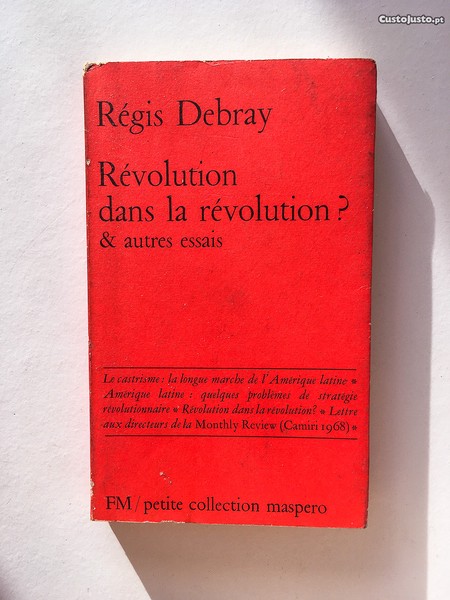 CustoJusto.pt
Régis Debray
Révolution
dans la révolution?
& autres essais
Le castrisme : la longue marche de l'Amérique latine *
Amérique latine : quelques problèmes de stratégie
révolutionnaire * Révolution dans la révolution? * Lettre
aux directeurs de la Monthly Review (Camiri 1968) *
FM/petite collection maspero